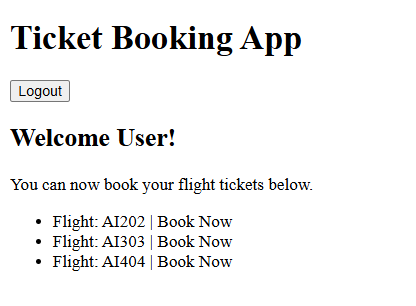 Ticket Booking App
Logout
Welcome User!
You can now book your flight tickets below.
Flight: AI202 | Book Now
Flight: AI303 | Book Now
Flight: AI404 | Book Now